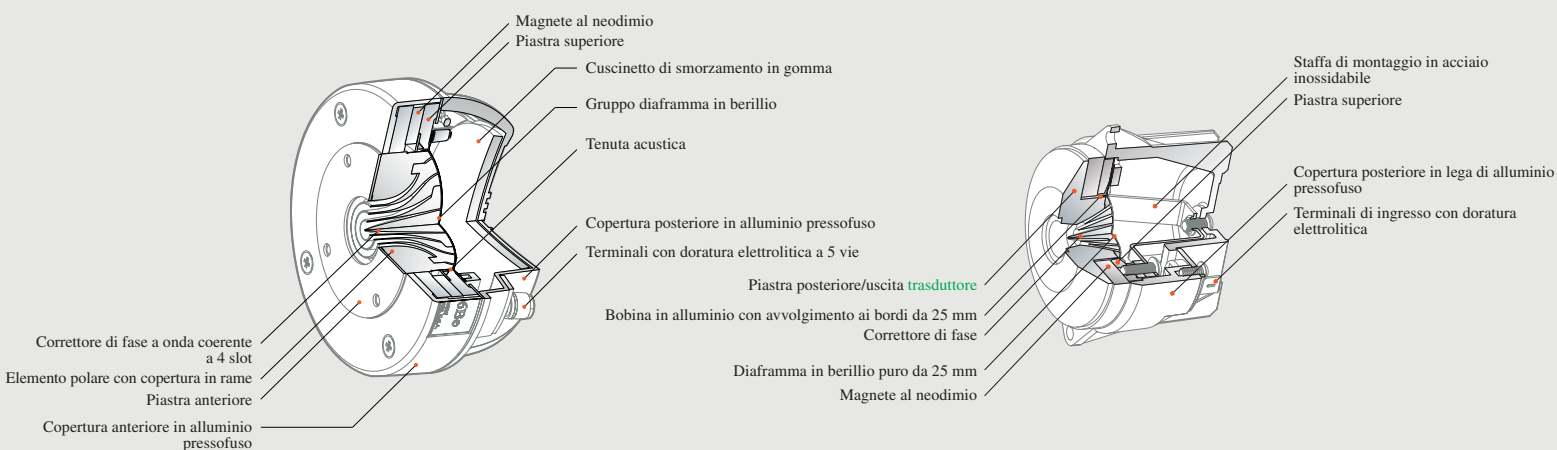 Magnete al neodimio
Piastra superiore
Cuscinetto di smorzamento in gomma
Gruppo diaframma in berillio
Tenuta acustica
Copertura posteriore in alluminio pressofuso
Terminali con doratura elettrolitica a 5 vie
Correttore di fase a onda coerente
a 4 slot
Elemento polare con copertura in rame
Piastra anteriore
Copertura anteriore in alluminio
pressofuso
Staffa di montaggio in acciaio
inossidabile
Piastra superiore
Copertura posteriore in lega di alluminio
pressofuso
Terminali di ingresso con doratura
elettrolitica
Piastra posteriore/uscita trasduttore
Bobina in alluminio con avvolgimento ai bordi da 25 mm
Correttore di fase
Diaframma in berillio puro da 25 mm
Magnete al neodimio